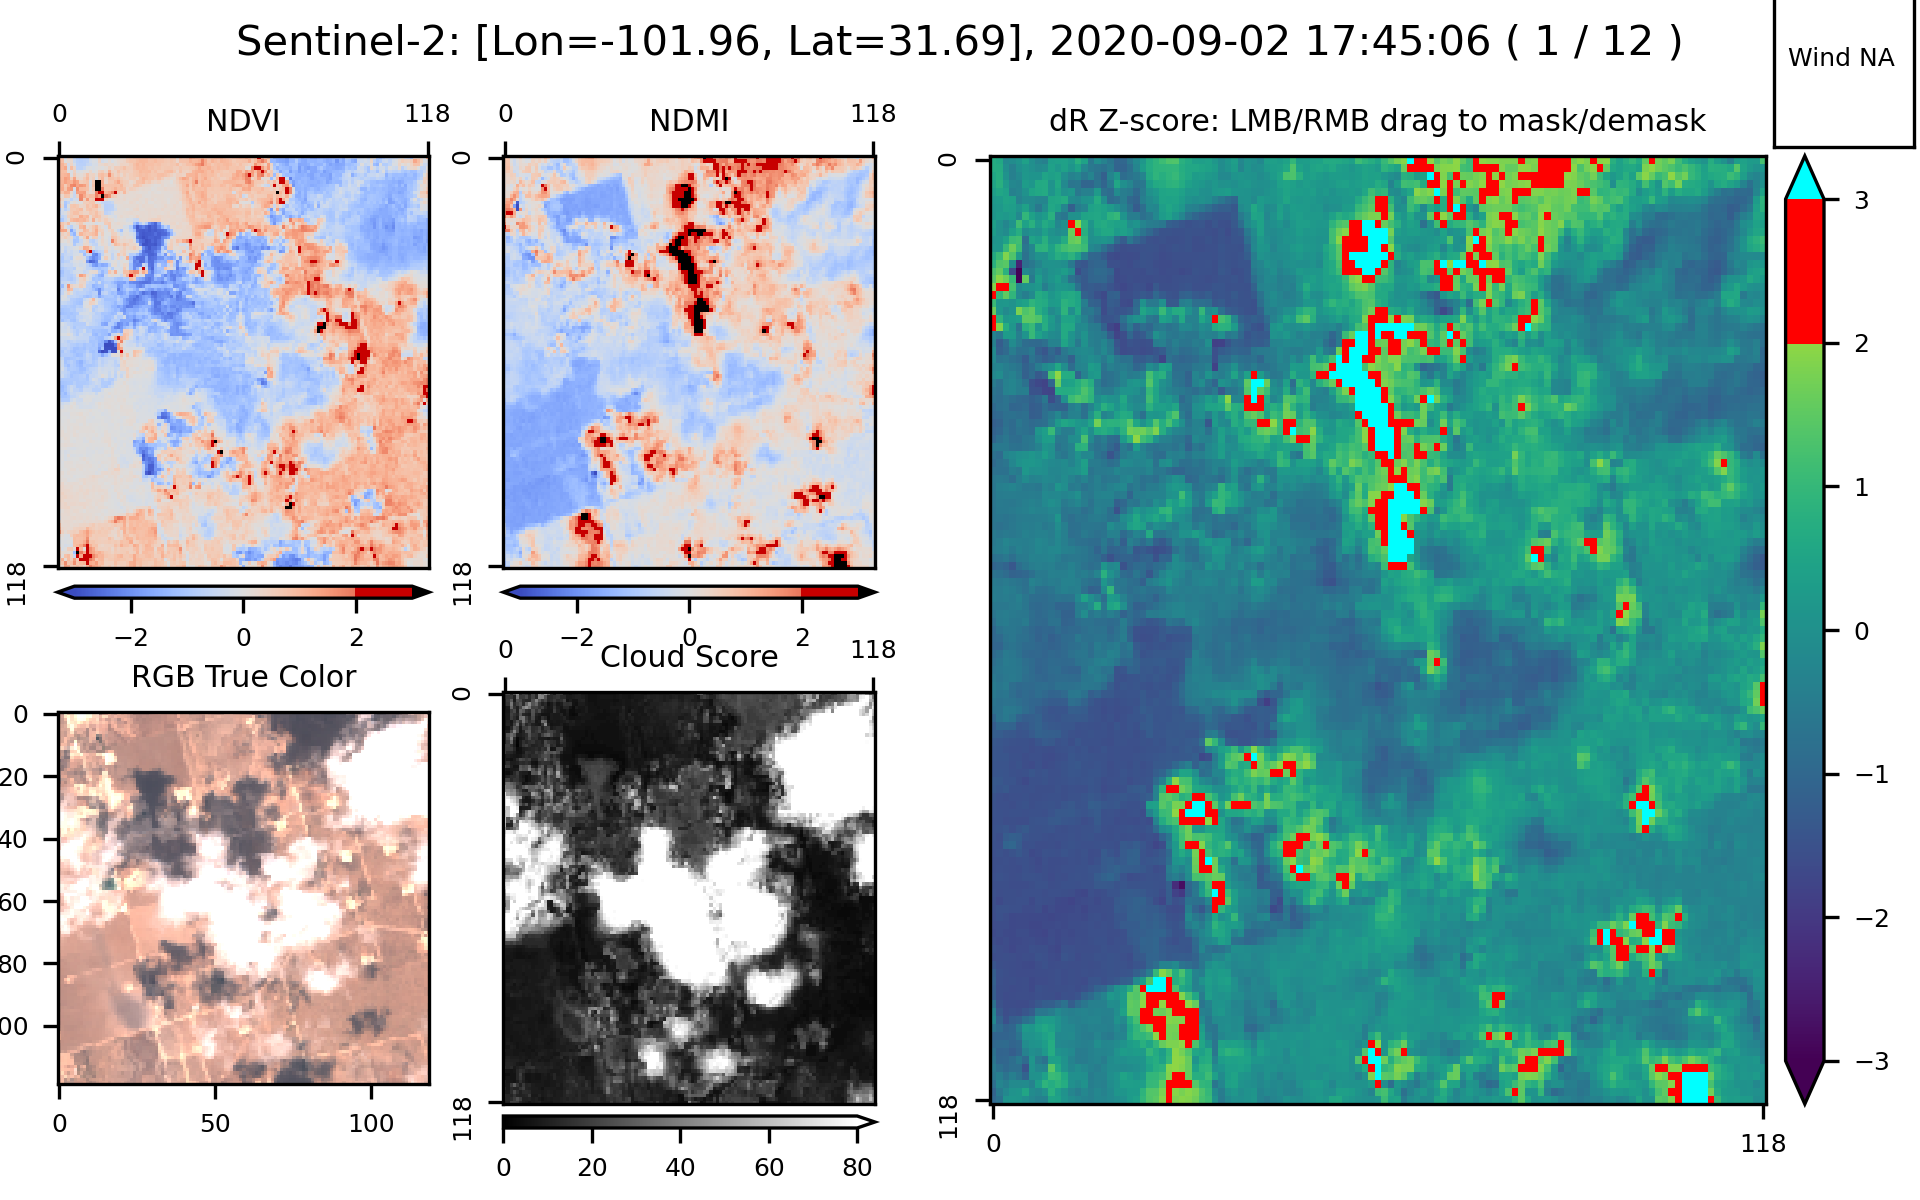 Sentinel-2: [Lon=-101.96, Lat=31.69], 2020-09-02 17:45:06 ( 1 / 12 )
Wind NA
NDVI
0 118
0
118
−2 0 2
NDMI
0 118
0
118
−2 0 2
dR Z-score: LMB/RMB drag to mask/demask
0
118
0 118
3
2
1
0
−1
−2
−3
RGB True Color
0
20
40
60
80
00
0 50 100
Cloud Score
0 118
0
118
0 20 40 60 80